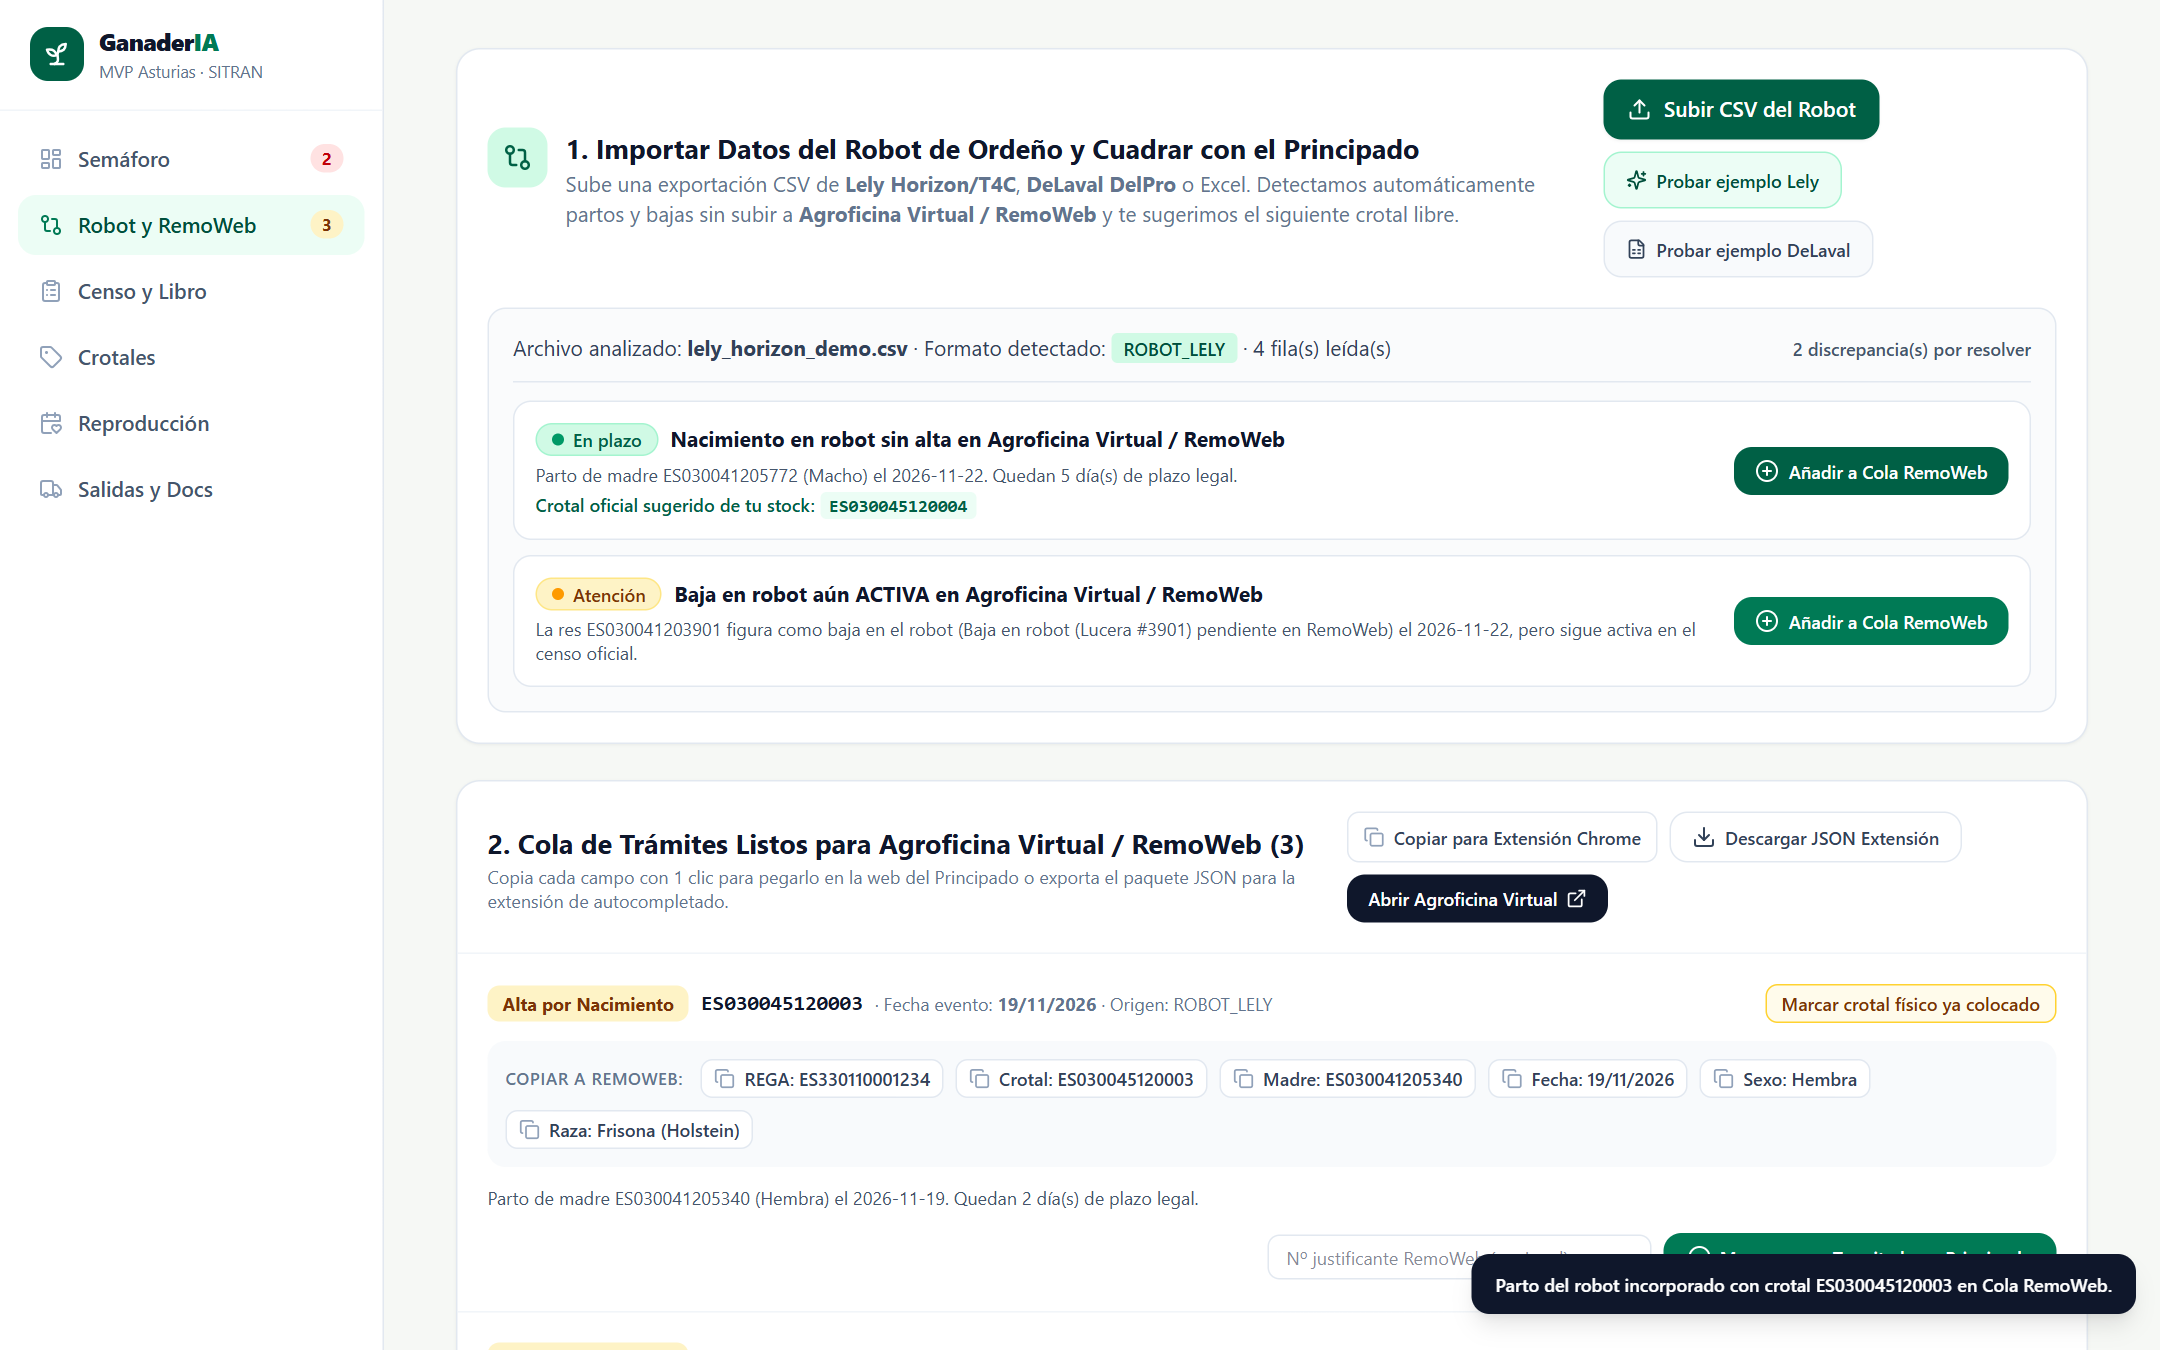 GanaderIA
MVP Asturias · SITRAN
Semáforo
2
Robot y RemoWeb
3
Censo y Libro
Crotales
Reproducción
Salidas y Docs
1. Importar Datos del Robot de Ordeño y Cuadrar con el Principado
Sube una exportación CSV de Lely Horizon/T4C, DeLaval DelPro o Excel. Detectamos automáticamente
partos y bajas sin subir a Agroficina Virtual / RemoWeb y te sugerimos el siguiente crotal libre.
Subir CSV del Robot
Probar ejemplo Lely
Probar ejemplo DeLaval
Archivo analizado: lely_horizon_demo.csv · Formato detectado: ROBOT_LELY · 4 fila(s) leída(s)
2 discrepancia(s) por resolver
En plazo
Nacimiento en robot sin alta en Agroficina Virtual / RemoWeb
Parto de madre ES030041205772 (Macho) el 2026-11-22. Quedan 5 día(s) de plazo legal.
Crotal oficial sugerido de tu stock: ES030045120004
Añadir a Cola RemoWeb
Atención
Baja en robot aún ACTIVA en Agroficina Virtual / RemoWeb
La res ES030041203901 figura como baja en el robot (Baja en robot (Lucera #3901) pendiente en RemoWeb) el 2026-11-22, pero sigue activa en el
censo oficial.
Añadir a Cola RemoWeb
2. Cola de Trámites Listos para Agroficina Virtual / RemoWeb (3)
Copia cada campo con 1 clic para pegarlo en la web del Principado o exporta el paquete JSON para la
extensión de autocompletado.
Copiar para Extensión Chrome
Descargar JSON Extensión
Abrir Agroficina Virtual
Alta por Nacimiento
ES030045120003
· Fecha evento: 19/11/2026 · Origen: ROBOT_LELY
Marcar crotal físico ya colocado
COPIAR A REMOWEB:
REGA: ES330110001234
Crotal: ES030045120003
Madre: ES030041205340
Fecha: 19/11/2026
Sexo: Hembra
Raza: Frisona (Holstein)
Parto de madre ES030041205340 (Hembra) el 2026-11-19. Quedan 2 día(s) de plazo legal.
Nº justificante RemoWeb
Parto del robot incorporado con crotal ES030045120003 en Cola RemoWeb.